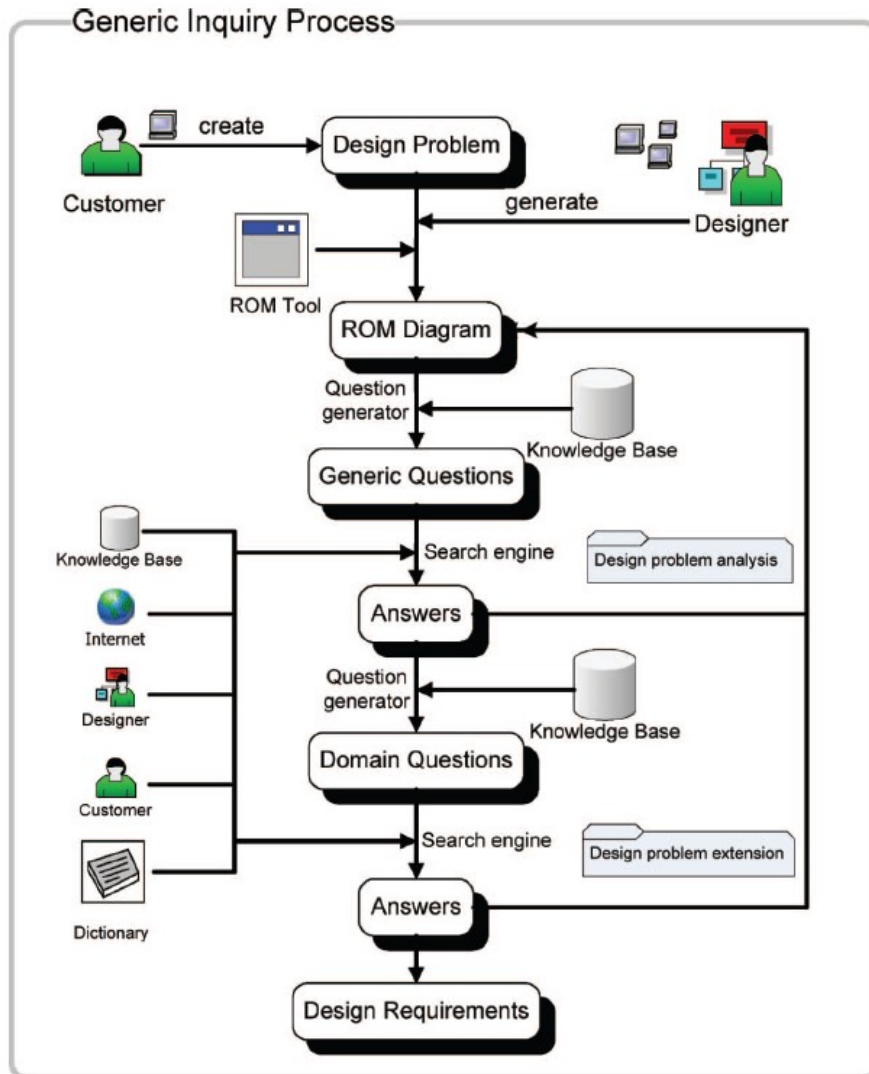 Generic Inquiry Process
create
Design Problem
Customer
generate
Designer
ROM Tool
ROM Diagram
Question
generator
Knowledge Base
Generic Questions
Knowledge Base
Search engine
Design problem analysis
Internet
Answers
Question
generator
Designer
Knowledge Base
Domain Questions
Customer
Search engine
Design problem extension
Answers
Dictionary
Design Requirements